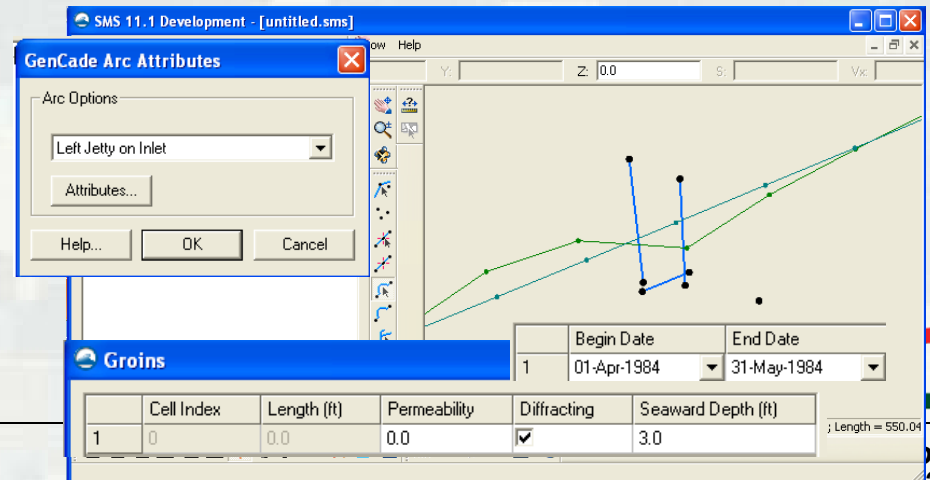 SMS 11.1 Development - [untitled.sms]
ow Help
GenCade Arc Attributes
Y: Z: 0.0 S: Vx:
Arc Options
Left Jetty on Inlet
Attributes...
Help... OK Cancel
Begin Date End Date
1 01-Apr-1984 31-May-1984
Groins
Cell Index Length (ft) Permeability Diffracting Seaward Depth (ft)
1 0 0.0 0.0 3.0
; Length = 550.04